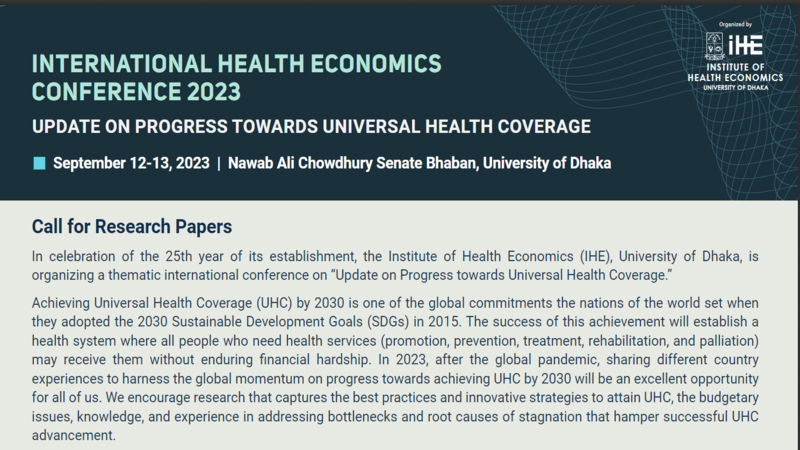 Organized by
iHE
INSTITUTE OF
HEALTH ECONOMICS
UNIVERSITY OF DHAKA
INTERNATIONAL HEALTH ECONOMICS
CONFERENCE 2023
UPDATE ON PROGRESS TOWARDS UNIVERSAL HEALTH COVERAGE
September 12-13, 2023 | Nawab Ali Chowdhury Senate Bhaban, University of Dhaka
Call for Research Papers
In celebration of the 25th year of its establishment, the Institute of Health Economics (IHE), University of Dhaka, is
organizing a thematic international conference on “Update on Progress towards Universal Health Coverage.”
Achieving Universal Health Coverage (UHC) by 2030 is one of the global commitments the nations of the world set when
they adopted the 2030 Sustainable Development Goals (SDGs) in 2015. The success of this achievement will establish a
health system where all people who need health services (promotion, prevention, treatment, rehabilitation, and palliation)
may receive them without enduring financial hardship. In 2023, after the global pandemic, sharing different country
experiences to harness the global momentum on progress towards achieving UHC by 2030 will be an excellent opportunity
for all of us. We encourage research that captures the best practices and innovative strategies to attain UHC, the budgetary
issues, knowledge, and experience in addressing bottlenecks and root causes of stagnation that hamper successful UHC
advancement.